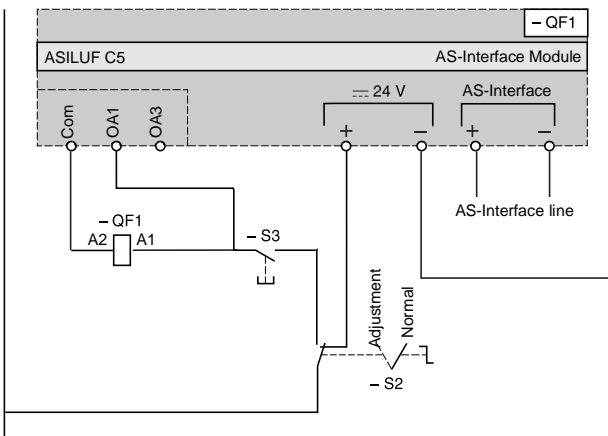 – QF1
ASILUF C5 AS-Interface Module
24 V AS-Interface
Com OA1 OA3 + – + –
AS-Interface line
– QF1
A2 A1
– S3
Adjustment Normal
– S2